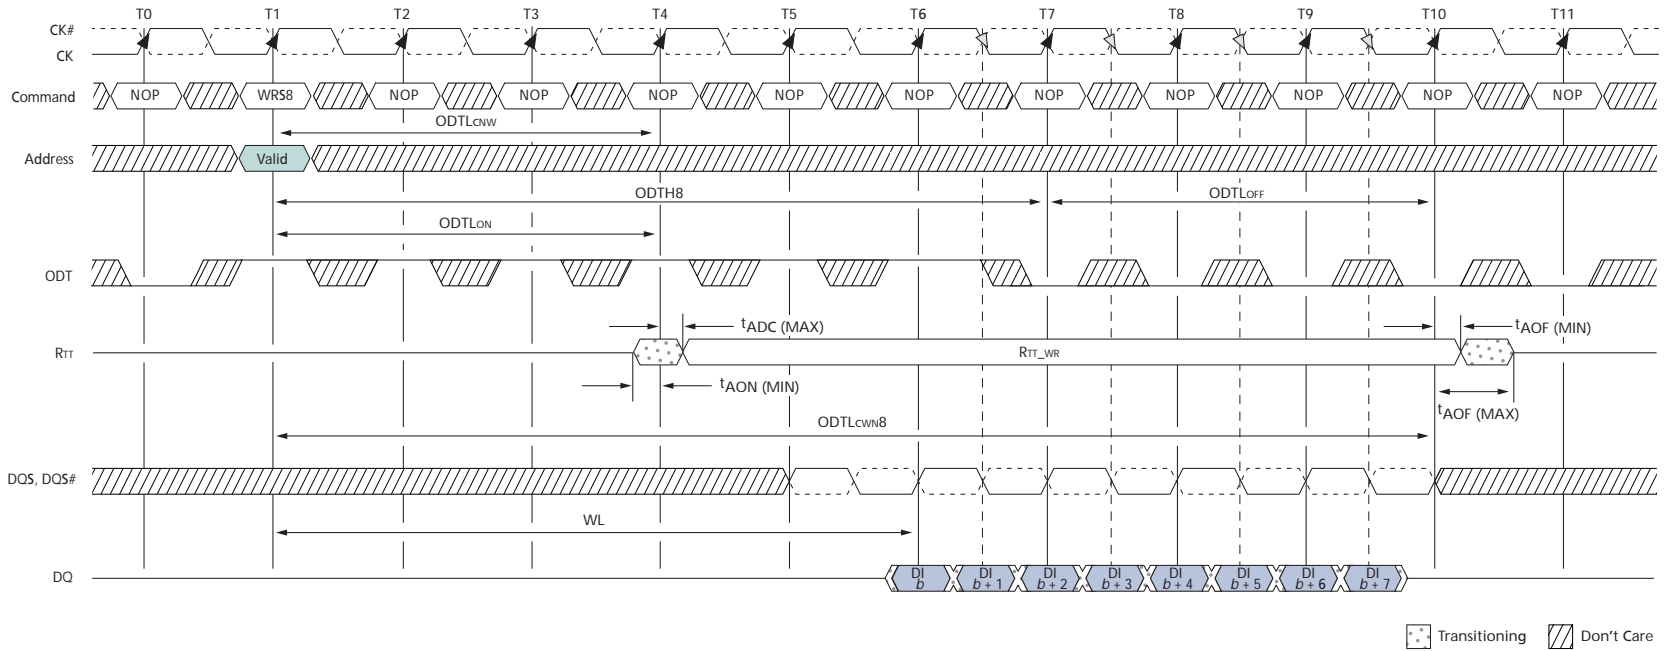 T0 T1 T2 T3 T4 T5 T6 T7 T8 T9 T10 T11
CK#
CK
Command NOP WRS8 NOP NOP NOP NOP NOP NOP NOP NOP NOP NOP
ODTLCNW
Address Valid
ODTH8 ODTLOFF
ODTLON
ODT
tADC (MAX) tAOF (MIN)
RTT RTT_WR
tAON (MIN)
tAOF (MAX)
ODTLCWN8
DQS, DQS#
WL
DQ DI b DI b + 1 DI b + 2 DI b + 3 DI b + 4 DI b + 5 DI b + 6 DI b + 7
Transitioning Don't Care